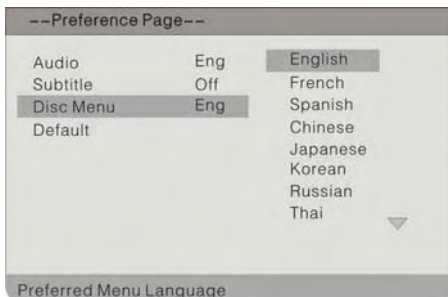 --Preference Page--
Audio Eng
Subtitle Off
Disc Menu Eng
Default
English
French
Spanish
Chinese
Japanese
Korean
Russian
Thai
Preferred Menu Language